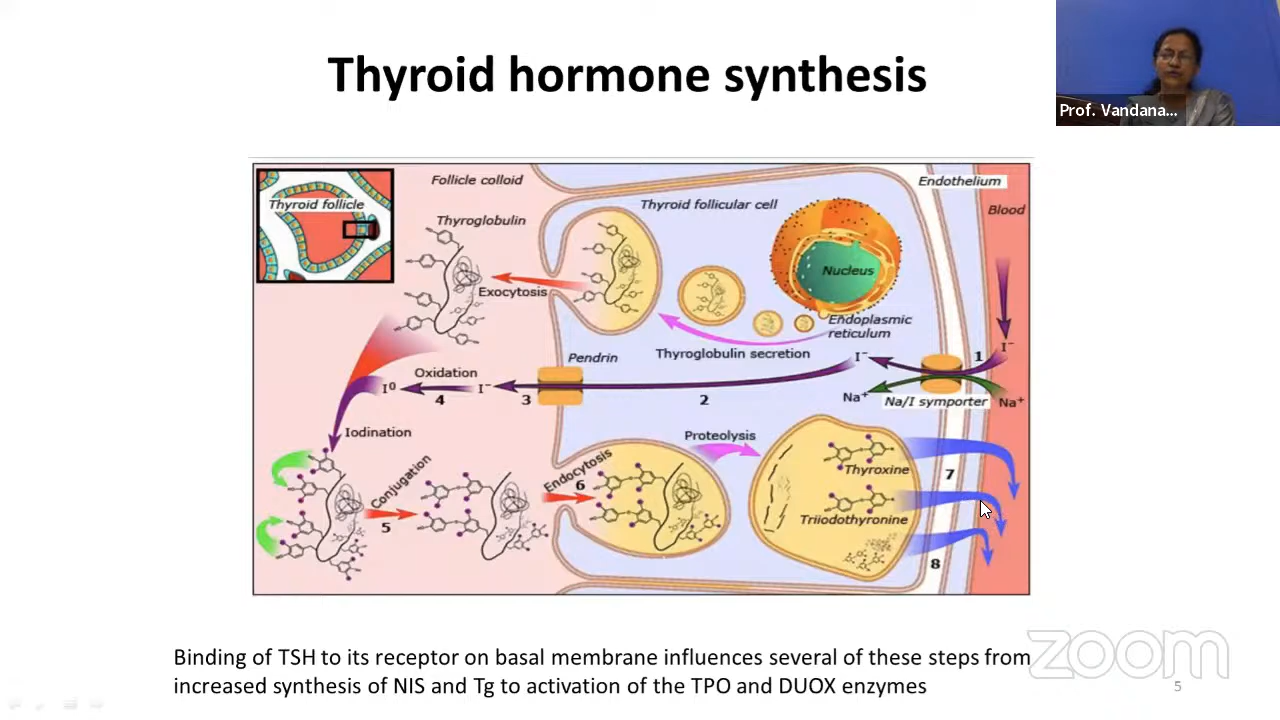 Thyroid hormone synthesis
Prof. Vandana...
Follicle colloid
Endothelium
Thyroid follicle
Thyroid follicular cell
Blood
Thyroglobulin
Nucleus
Exocytosis
Endoplasmic
reticulum
Thyroglobulin secretion
Pendrin
I⁻
1
I⁻
Oxidation
I⁰
4
I⁻
3
2
Na⁺
Na/I symporter
Na⁺
Iodination
Proteolysis
Conjugation
5
Endocytosis
6
Thyroxine
7
Triiodothyronine
8
Binding of TSH to its receptor on basal membrane influences several of these steps from
increased synthesis of NIS and Tg to activation of the TPO and DUOX enzymes
zoom
5